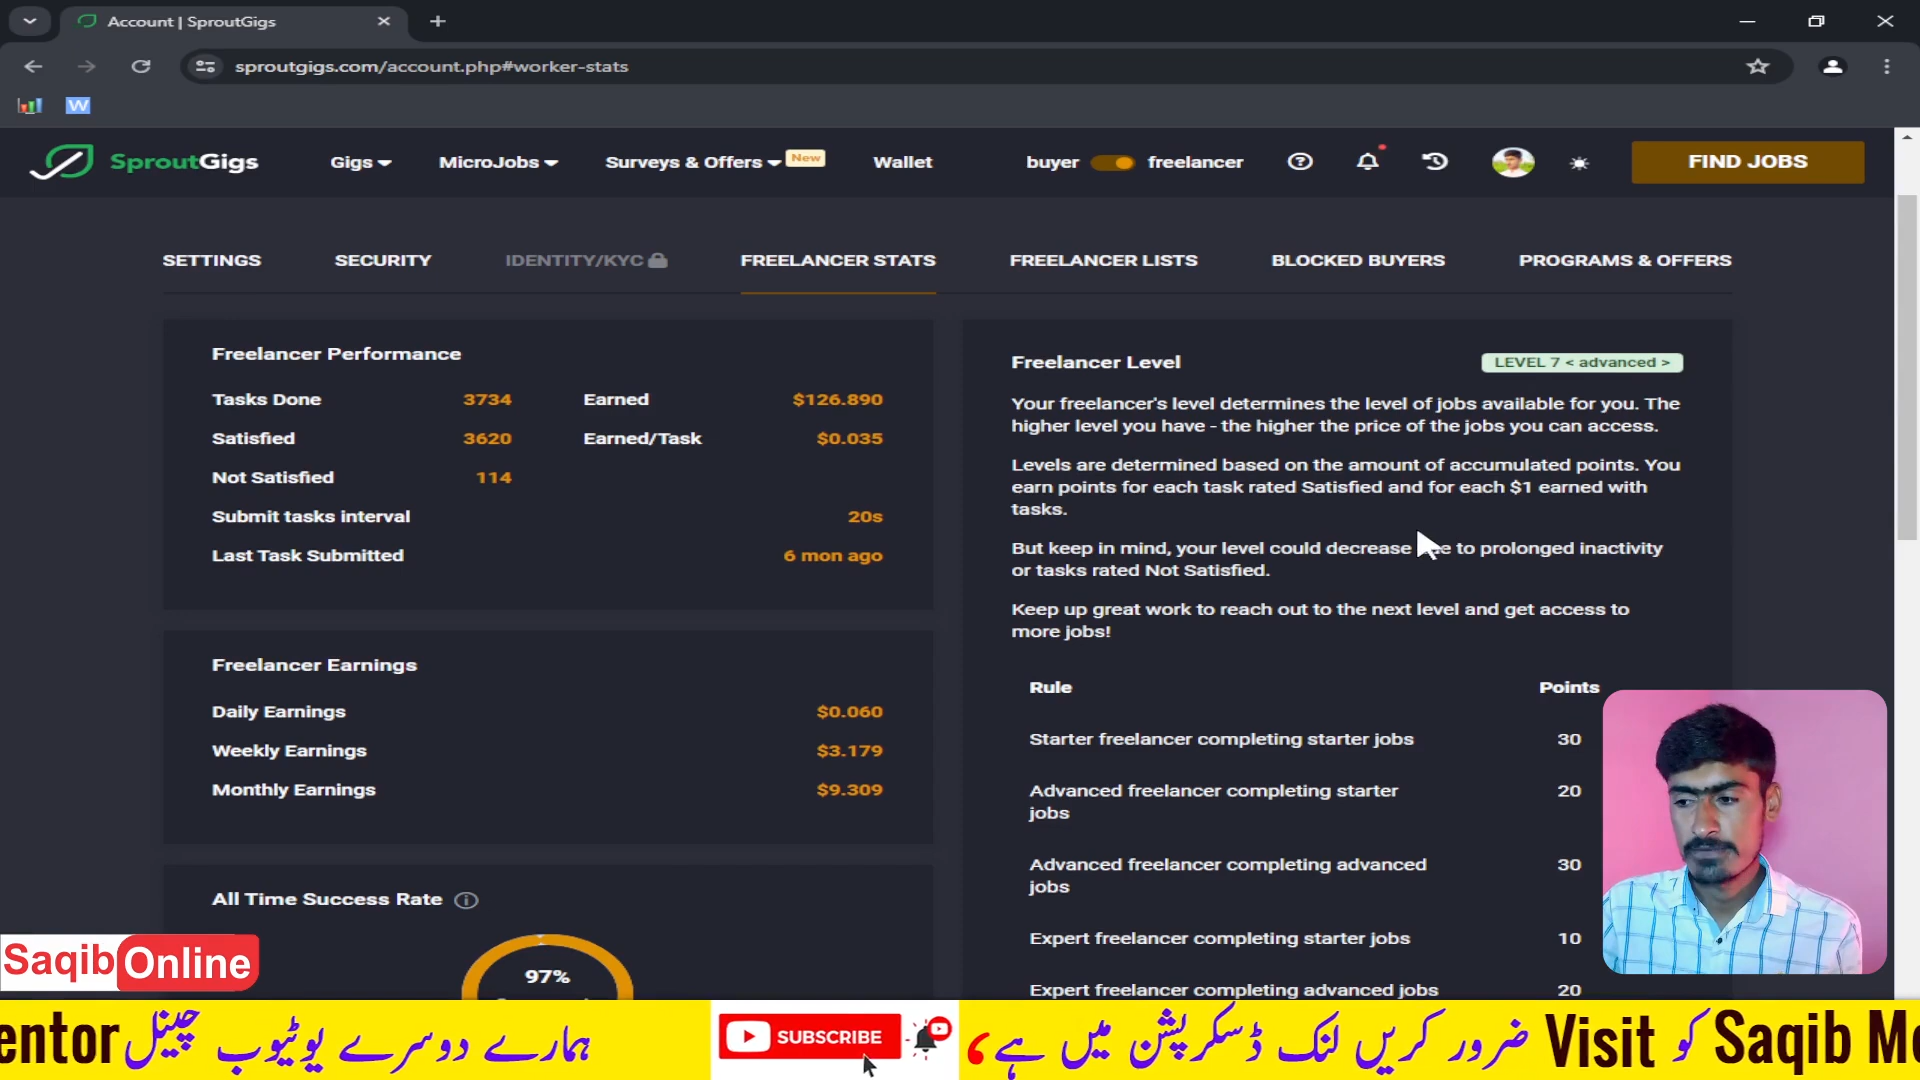 Account | SproutGigs
sproutgigs.com/account.php#worker-stats
W
SproutGigs
Gigs
MicroJobs
Surveys & Offers
New
Wallet
buyer
freelancer
FIND JOBS
SETTINGS
SECURITY
IDENTITY/KYC
FREELANCER STATS
FREELANCER LISTS
BLOCKED BUYERS
PROGRAMS & OFFERS
Freelancer Performance
Tasks Done 3734 Earned $126.890
Satisfied 3620 Earned/Task $0.035
Not Satisfied 114
Submit tasks interval 20s
Last Task Submitted 6 mon ago
Freelancer Earnings
Daily Earnings $0.060
Weekly Earnings $3.179
Monthly Earnings $9.309
All Time Success Rate
97%
Freelancer Level LEVEL 7 < advanced >
Your freelancer's level determines the level of jobs available for you. The
higher level you have - the higher the price of the jobs you can access.
Levels are determined based on the amount of accumulated points. You
earn points for each task rated Satisfied and for each $1 earned with
tasks.
But keep in mind, your level could decrease to prolonged inactivity
or tasks rated Not Satisfied.
Keep up great work to reach out to the next level and get access to
more jobs!
Rule Points
Starter freelancer completing starter jobs 30
Advanced freelancer completing starter
jobs 20
Advanced freelancer completing advanced
jobs 30
Expert freelancer completing starter jobs 10
Expert freelancer completing advanced jobs 20
Saqib Online
ہمارے دوسرے یوٹیوب چینل entor
SUBSCRIBE
Saqib M کو Visit ضرور کریں لنک ڈسکرپشن میں ہے،